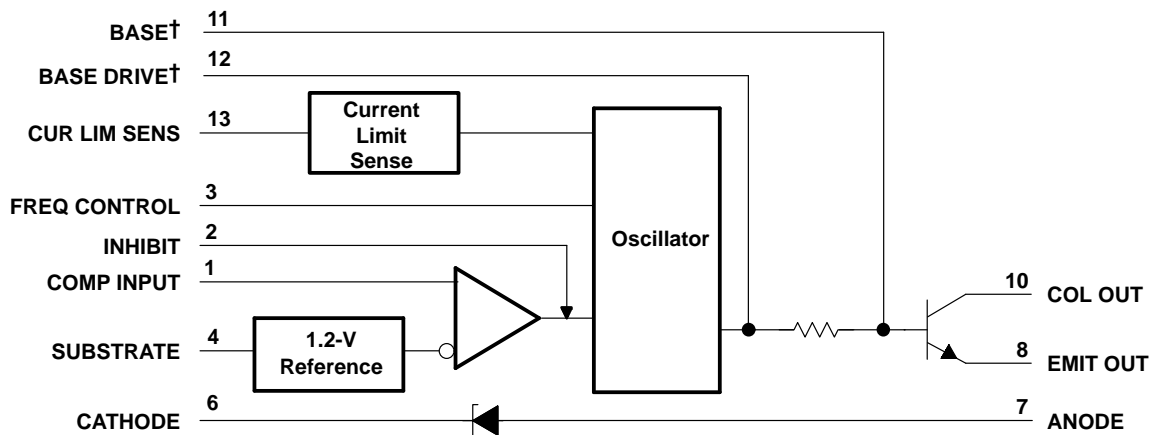 BASE† 11
BASE DRIVE† 12
CUR LIM SENS 13
Current
Limit
Sense
FREQ CONTROL 3
INHIBIT 2
COMP INPUT 1
Oscillator
SUBSTRATE 4
1.2-V
Reference
10 COL OUT
8 EMIT OUT
CATHODE 6
7 ANODE